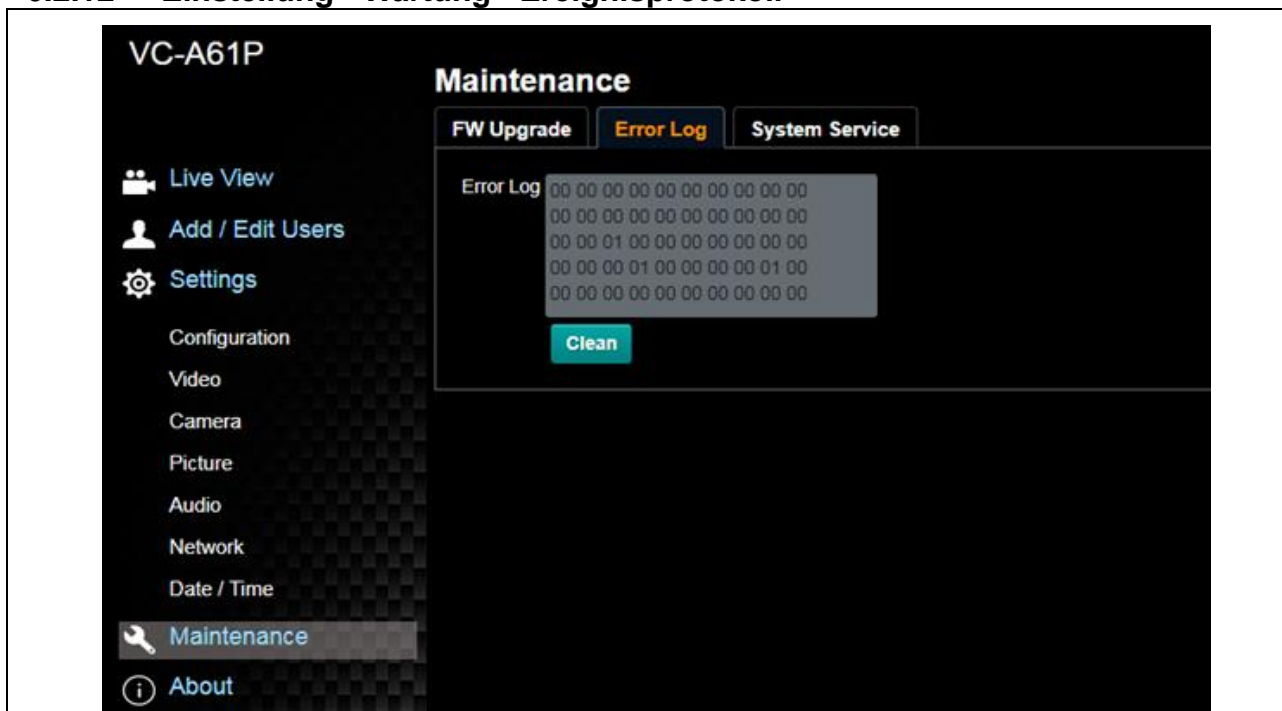 VC-A61P
Maintenance
FW Upgrade Error Log System Service
Live View
Add / Edit Users
Settings
Configuration
Video
Camera
Picture
Audio
Network
Date / Time
Maintenance
About
Error Log
00 00 00 00 00 00 00 00 00 00
00 00 00 00 00 00 00 00 00 00
00 00 01 00 00 00 00 00 00 00
00 00 00 01 00 00 00 00 01 00
00 00 00 00 00 00 00 00 00 00
Clean